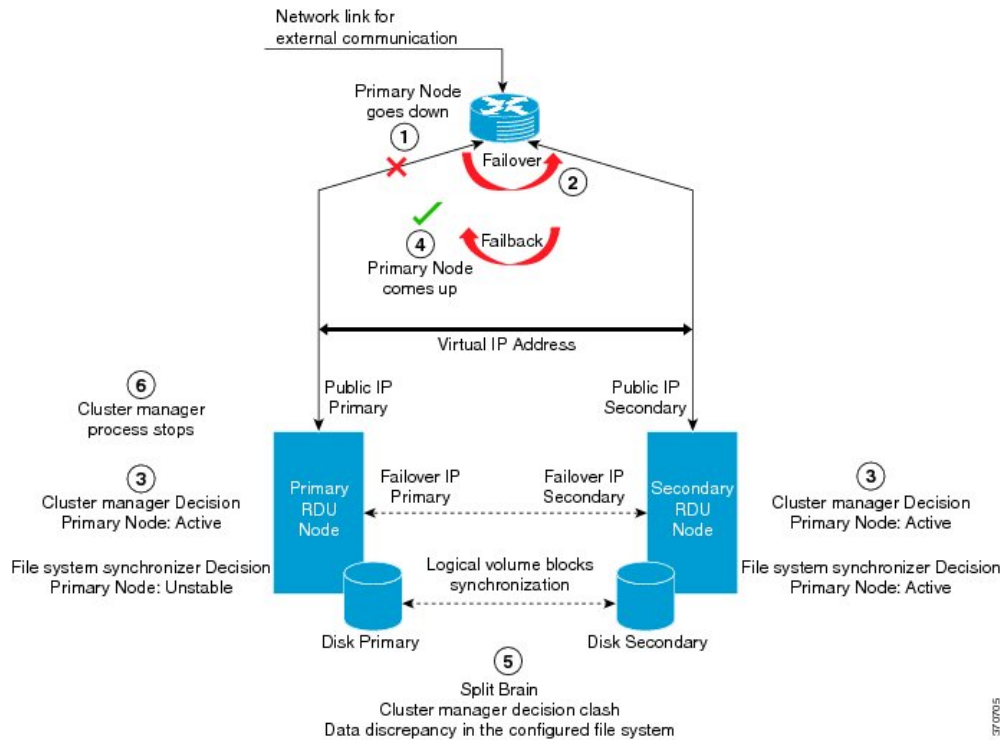 Network link for
external communication
Primary Node
goes down
1
Failover
2
4
Failback
Primary Node
comes up
Virtual IP Address
6
Cluster manager
process stops
Public IP
Primary
Public IP
Secondary
3
Cluster manager Decision
Primary Node: Active
File system synchronizer Decision
Primary Node: Unstable
Primary
RDU
Node
Failover IP
Primary
Failover IP
Secondary
Secondary
RDU
Node
3
Cluster manager Decision
Primary Node: Active
File system synchronizer Decision
Primary Node: Active
Logical volume blocks
synchronization
Disk Primary
Disk Secondary
5
Split Brain
Cluster manager decision clash
Data discrepancy in the configured file system
370705